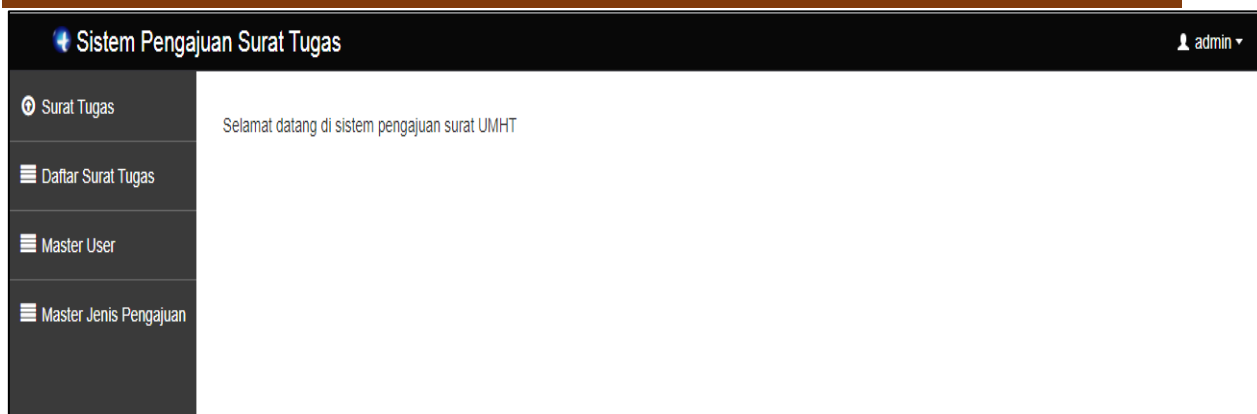 Sistem Pengajuan Surat Tugas
admin
Surat Tugas
Selamat datang di sistem pengajuan surat UMHT
Daftar Surat Tugas
Master User
Master Jenis Pengajuan